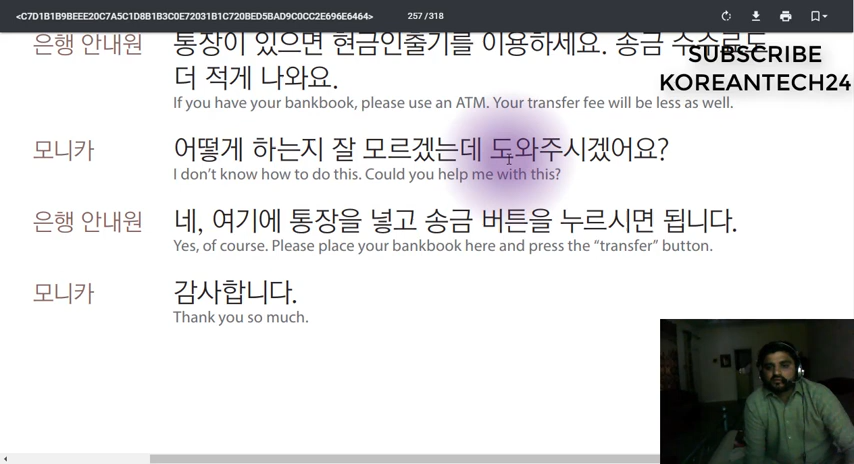 <C7D1B1B9BEEE20C7A5C1D8B1B3C0E72031B1C720BED5BAD9C0CC2E696E6464>
257 / 318
은행 안내원 통장이 있으면 현금인출기를 이용하세요. 송금 수수료도
더 적게 나와요.
SUBSCRIBE
KOREANTECH24
If you have your bankbook, please use an ATM. Your transfer fee will be less as well.
모니카 어떻게 하는지 잘 모르겠는데 도와주시겠어요?
I don't know how to do this. Could you help me with this?
은행 안내원 네, 여기에 통장을 넣고 송금 버튼을 누르시면 됩니다.
Yes, of course. Please place your bankbook here and press the “transfer” button.
모니카 감사합니다.
Thank you so much.